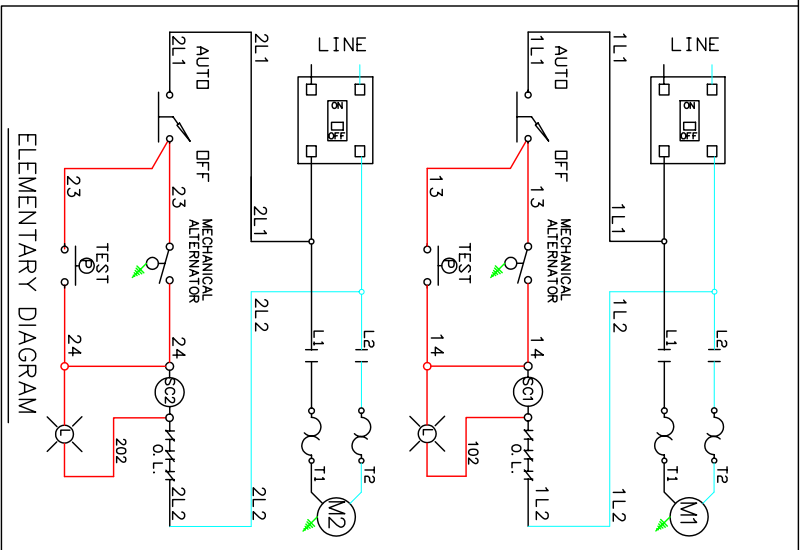 LINE
ON
OFF
1L1
1L1
AUTO
OFF
1L1
1L2
13
13
MECHANICAL
ALTERNATOR
TEST
P
14
14
SC1
L
102
O.L.
1L2
1L2
L1
L2
T1
T2
M1
LINE
ON
OFF
2L1
2L1
AUTO
OFF
2L1
2L2
23
23
MECHANICAL
ALTERNATOR
TEST
P
24
24
SC2
L
202
O.L.
2L2
2L2
L1
L2
T1
T2
M2
ELEMENTARY DIAGRAM